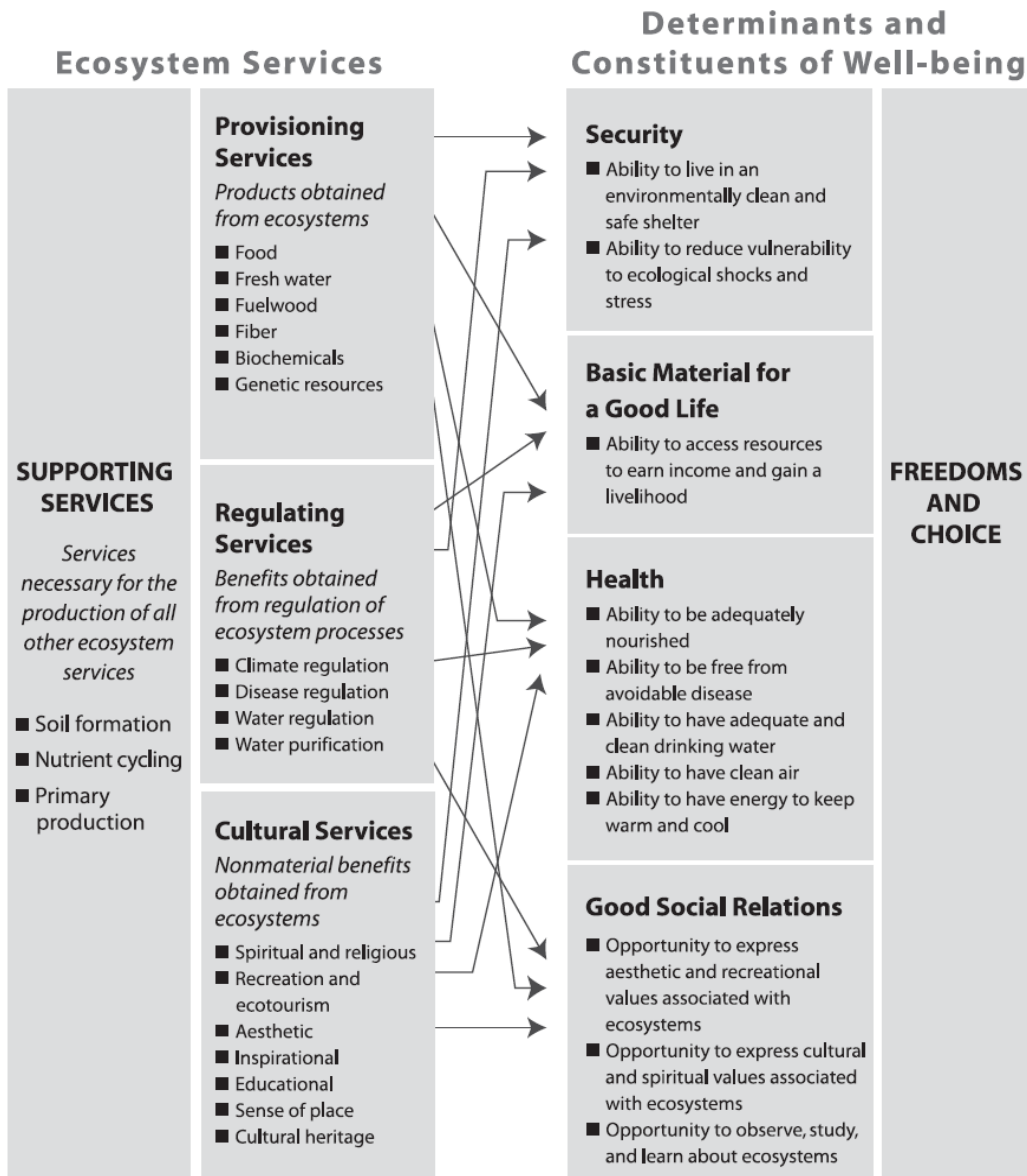 Ecosystem Services
Determinants and
Constituents of Well-being
SUPPORTING
SERVICES
Services
necessary for the
production of all
other ecosystem
services
■ Soil formation
■ Nutrient cycling
■ Primary
production
Provisioning
Services
Products obtained
from ecosystems
■ Food
■ Fresh water
■ Fuelwood
■ Fiber
■ Biochemicals
■ Genetic resources
Regulating
Services
Benefits obtained
from regulation of
ecosystem processes
■ Climate regulation
■ Disease regulation
■ Water regulation
■ Water purification
Cultural Services
Nonmaterial benefits
obtained from
ecosystems
■ Spiritual and religious
■ Recreation and
ecotourism
■ Aesthetic
■ Inspirational
■ Educational
■ Sense of place
■ Cultural heritage
Security
■ Ability to live in an
environmentally clean and
safe shelter
■ Ability to reduce vulnerability
to ecological shocks and
stress
Basic Material for
a Good Life
■ Ability to access resources
to earn income and gain a
livelihood
Health
■ Ability to be adequately
nourished
■ Ability to be free from
avoidable disease
■ Ability to have adequate and
clean drinking water
■ Ability to have clean air
■ Ability to have energy to keep
warm and cool
Good Social Relations
■ Opportunity to express
aesthetic and recreational
values associated with
ecosystems
■ Opportunity to express cultural
and spiritual values associated
with ecosystems
■ Opportunity to observe, study,
and learn about ecosystems
FREEDOMS
AND
CHOICE